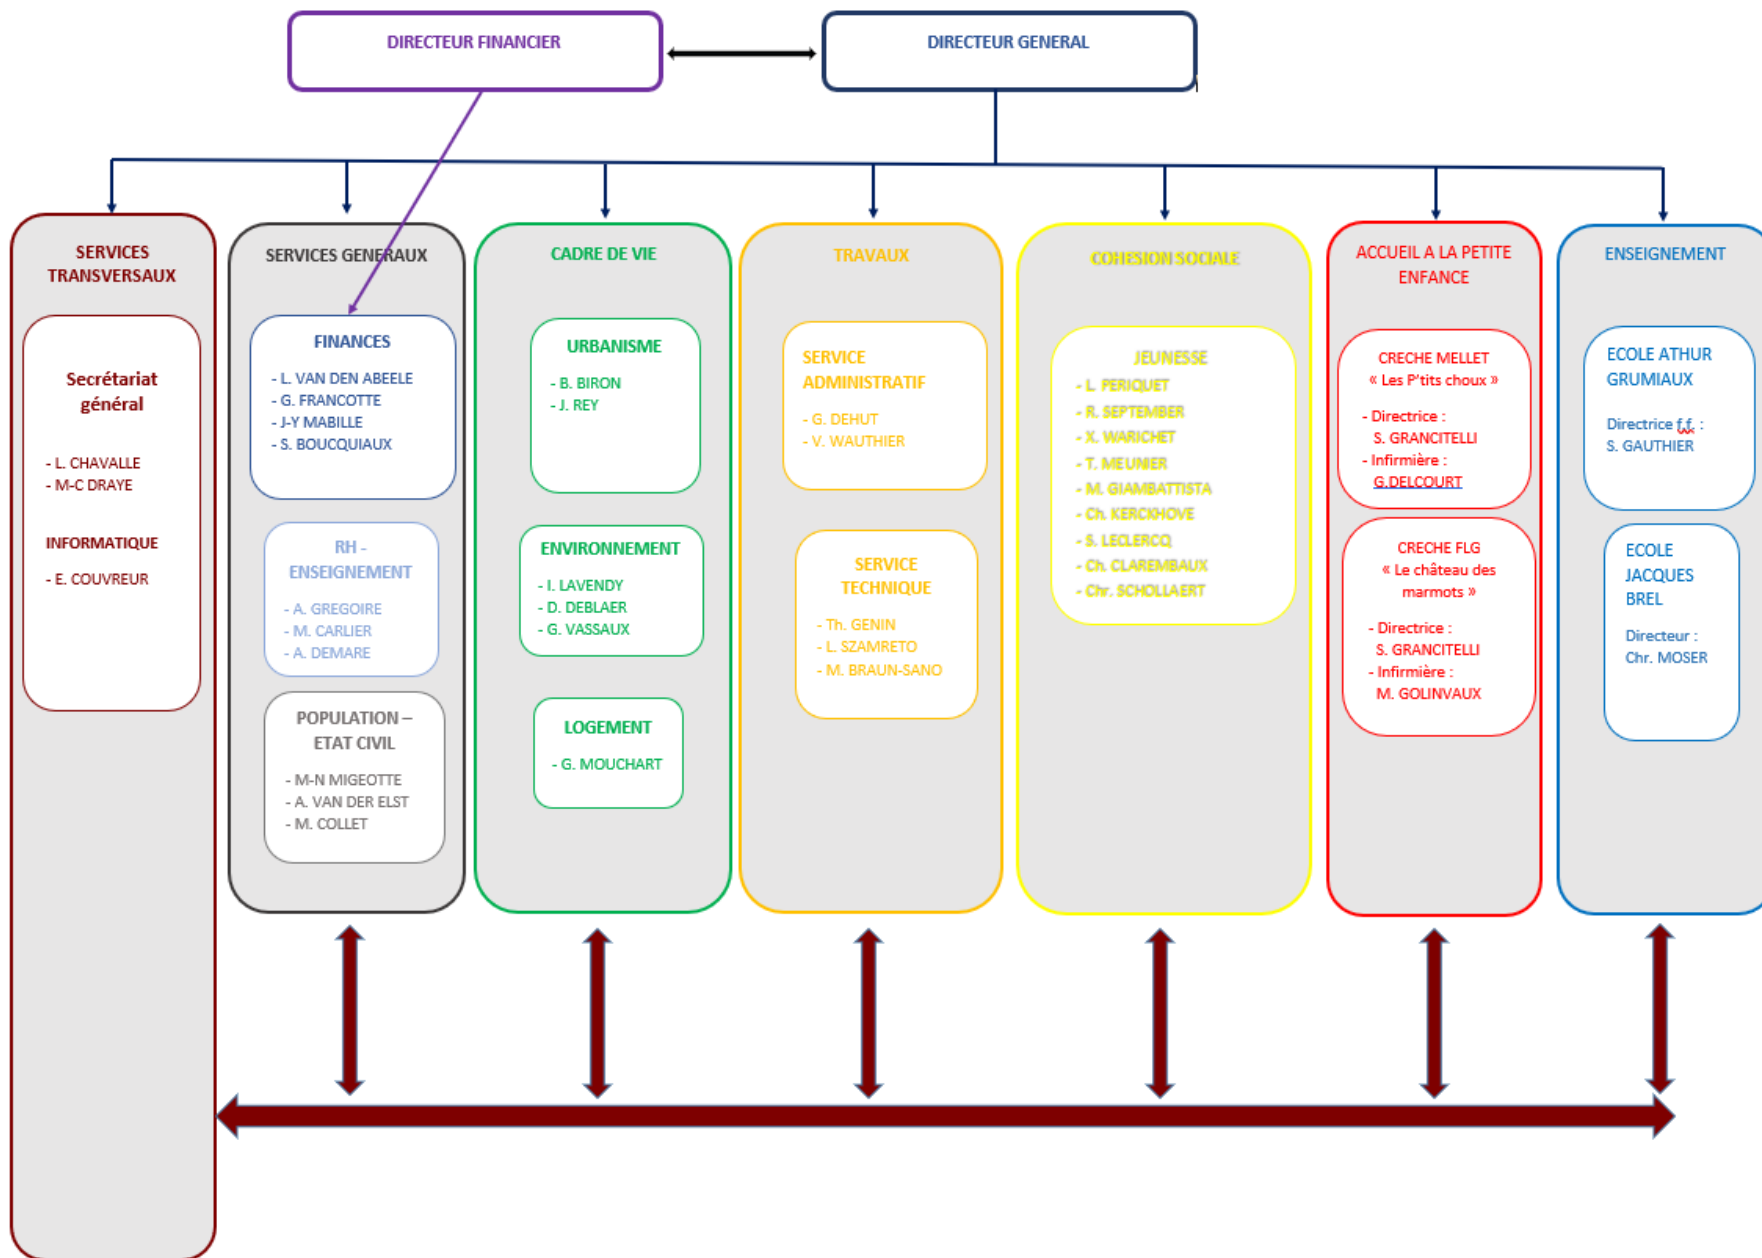 DIRECTEUR FINANCIER
DIRECTEUR GENERAL
SERVICES
TRANSVERSAUX
Secrétariat
général
- L. CHAVALLE
- M-C DRAYE
INFORMATIQUE
- E. COUVREUR
SERVICES GENERAUX
FINANCES
- L. VAN DEN ABEELE
- G. FRANCOTTE
- J-Y MABILLE
- S. BOUCQUIAUX
RH -
ENSEIGNEMENT
- A. GREGOIRE
- M. CARLIER
- A. DEMARE
POPULATION –
ETAT CIVIL
- M-N MIGEOTTE
- A. VAN DER ELST
- M. COLLET
CADRE DE VIE
URBANISME
- B. BIRON
- J. REY
ENVIRONNEMENT
- I. LAVENDY
- D. DEBLAER
- G. VASSAUX
LOGEMENT
- G. MOUCHART
TRAVAUX
SERVICE
ADMINISTRATIF
- G. DEHUT
- V. WAUTHIER
SERVICE
TECHNIQUE
- Th. GENIN
- L. SZAMRETO
- M. BRAUN-SANO
COHESION SOCIALE
JEUNESSE
- L. PERIQUET
- R. SEPTEMBER
- X. WARICHET
- T. MEUNIER
- M. GIAMBATTISTA
- Ch. KERCKHOVE
- S. LECLERCQ
- Ch. CLAREMBAUX
- Chr. SCHOLLAERT
ACCUEIL A LA PETITE
ENFANCE
CRECHE MELLET
« Les P'tits choux »
- Directrice :
S. GRANCITELLI
- Infirmière :
G.DELCOURT
CRECHE FLG
« Le château des
marmots »
- Directrice :
S. GRANCITELLI
- Infirmière :
M. GOLINVAUX
ENSEIGNEMENT
ECOLE ATHUR
GRUMIAUX
Directrice f.f. :
S. GAUTHIER
ECOLE
JACQUES
BREL
Directeur :
Chr. MOSER